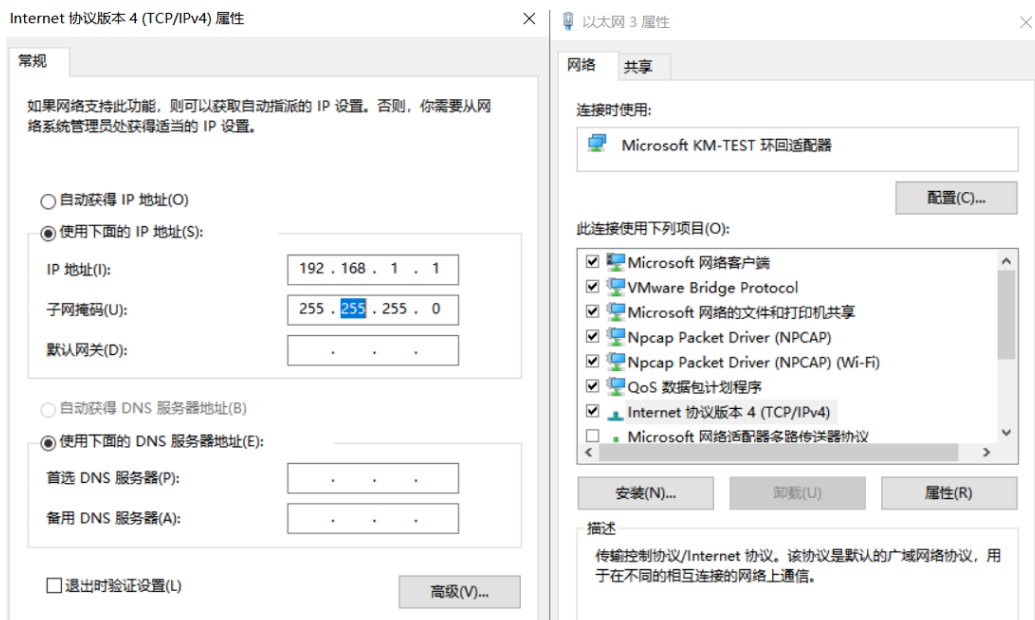 Internet 协议版本 4 (TCP/IPv4) 属性
常规
如果网络支持此功能，则可以获取自动指派的 IP 设置。否则，你需要从网
络系统管理员处获得适当的 IP 设置。
自动获得 IP 地址(O)
使用下面的 IP 地址(S):
IP 地址(I):
192 . 168 . 1 . 1
子网掩码(U):
255 . 255 . 255 . 0
默认网关(D):
. . .
自动获得 DNS 服务器地址(B)
使用下面的 DNS 服务器地址(E):
首选 DNS 服务器(P):
. . .
备用 DNS 服务器(A):
. . .
退出时验证设置(L)
高级(V)...
以太网 3 属性
网络
共享
连接时使用:
Microsoft KM-TEST 环回适配器
配置(C)...
此连接使用下列项目(O):
Microsoft 网络客户端
VMware Bridge Protocol
Microsoft 网络的文件和打印机共享
Npcap Packet Driver (NPCAP)
Npcap Packet Driver (NPCAP) (Wi-Fi)
QoS 数据包计划程序
Internet 协议版本 4 (TCP/IPv4)
Microsoft 网络适配器多路传送器协议
安装(N)...
卸载(U)
属性(R)
描述
传输控制协议/Internet 协议。该协议是默认的广域网络协议，用
于在不同的相互连接的网络上通信。